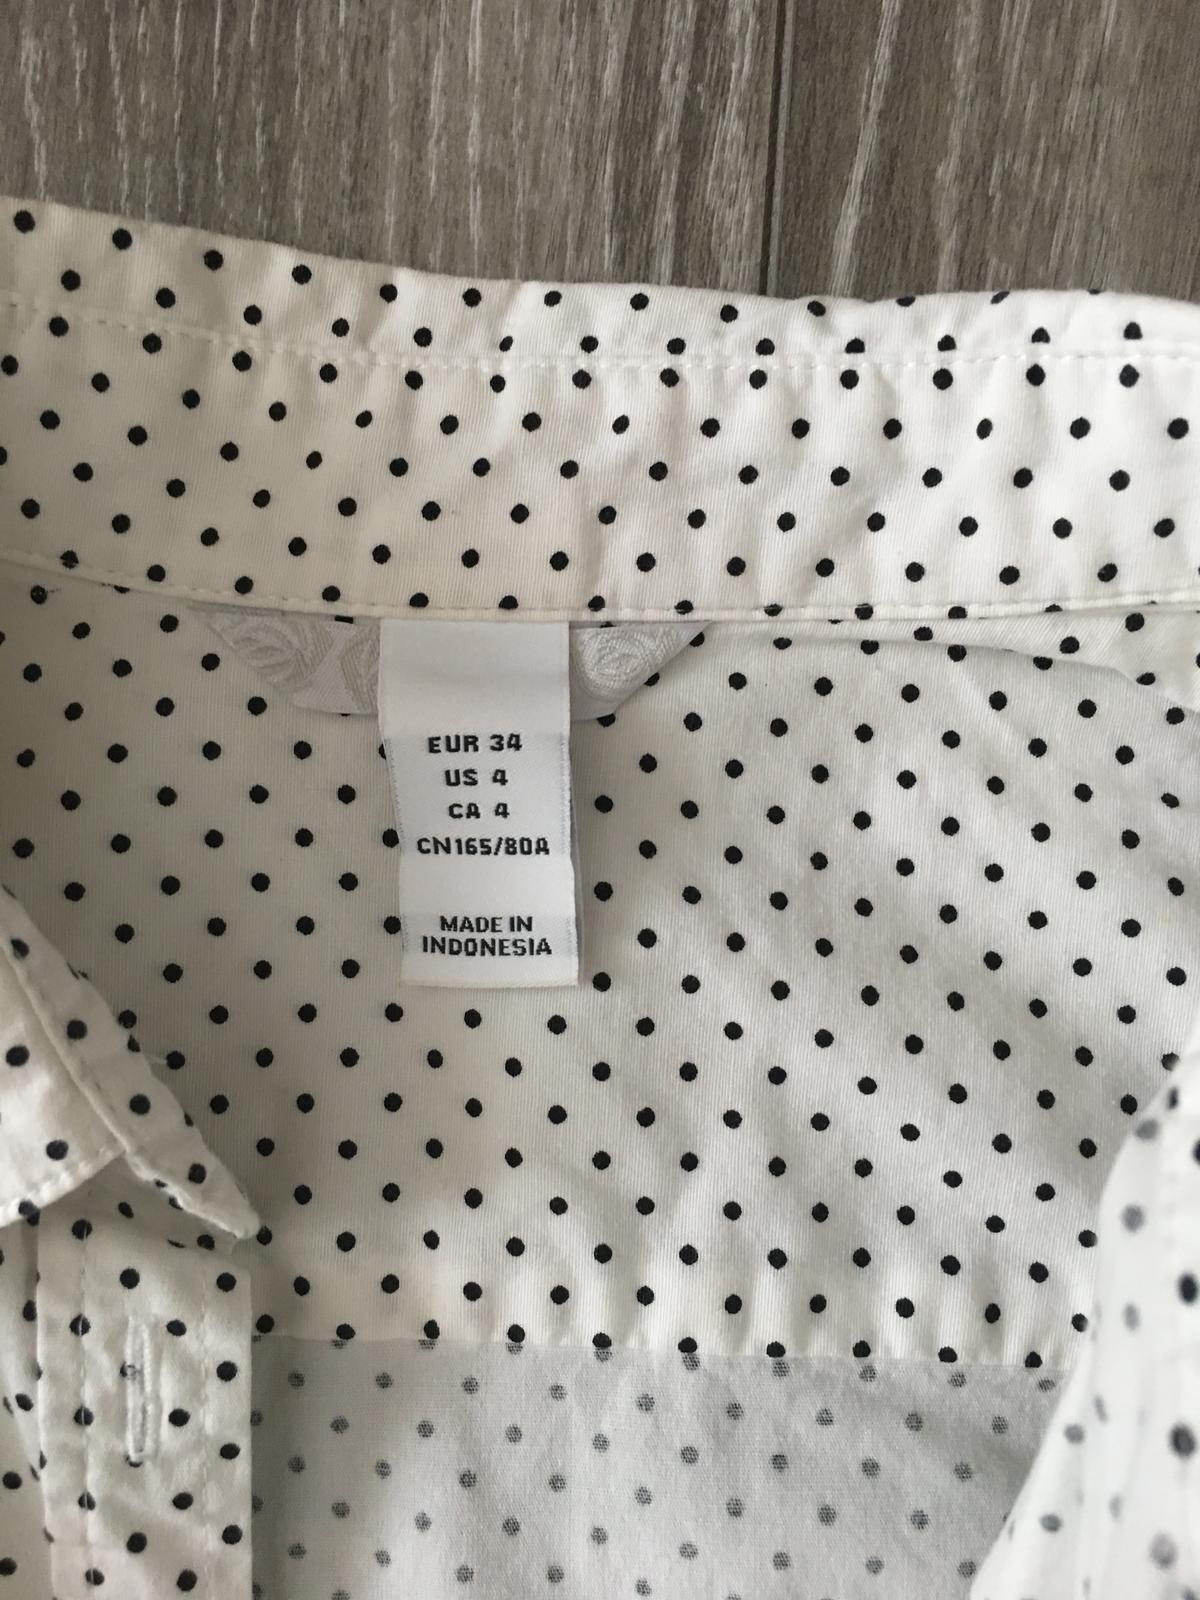 EUR 34
US 4
CA 4
CN165/80A
MADE IN
INDONESIA